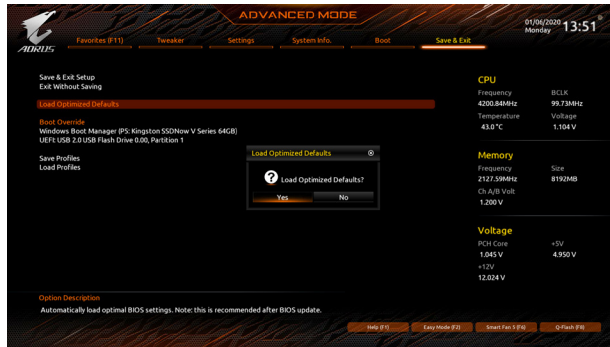 ADVANCED MODE
01/06/2020
Monday
13:51
AORUS
Favorites (F11) Tweaker Settings System Info. Boot Save & Exit
Save & Exit Setup
Exit Without Saving
Load Optimized Defaults
Boot Override
Windows Boot Manager (P5: Kingston SSDNow V Series 64GB)
UEFI: USB 2.0 USB Flash Drive 0.00, Partition 1
Save Profiles
Load Profiles
Load Optimized Defaults
? Load Optimized Defaults?
Yes No
CPU
Frequency BCLK
4200.84MHz 99.73MHz
Temperature Voltage
43.0 °C 1.104 V
Memory
Frequency Size
2127.59MHz 8192MB
Ch A/B Volt
1.200 V
Voltage
PCH Core +5V
1.045 V 4.950 V
+12V
12.024 V
Option Description
Automatically load optimal BIOS settings. Note: this is recommended after BIOS update.
Help (F1) Easy Mode (F2) Smart Fan 5 (F6) Q-Flash (F8)